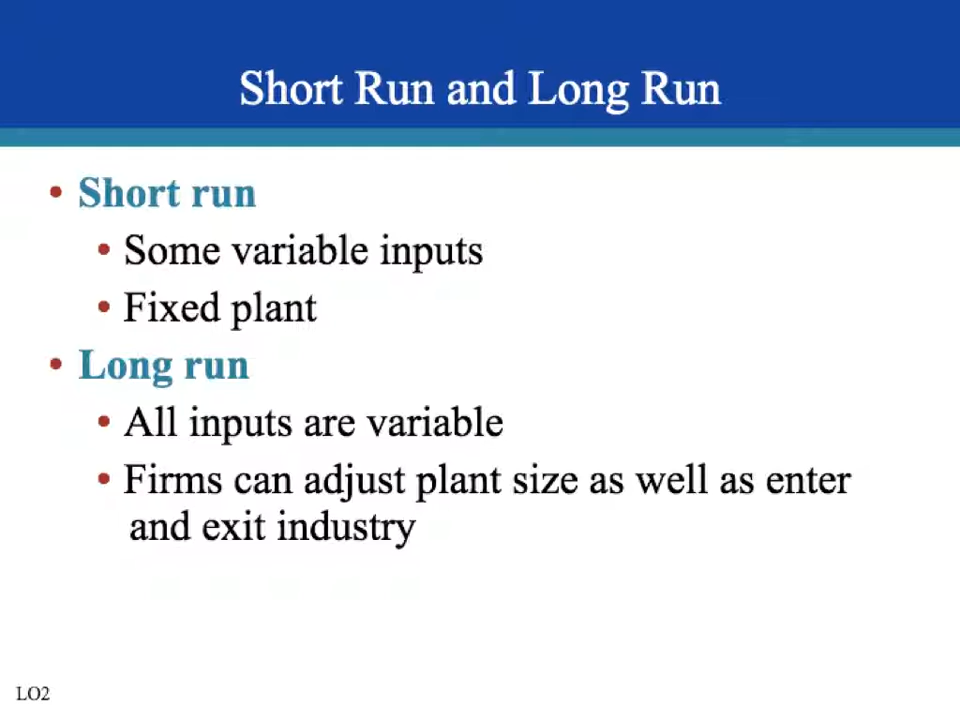 Short Run and Long Run
• Short run
• Some variable inputs
• Fixed plant
• Long run
• All inputs are variable
• Firms can adjust plant size as well as enter
and exit industry
LO2